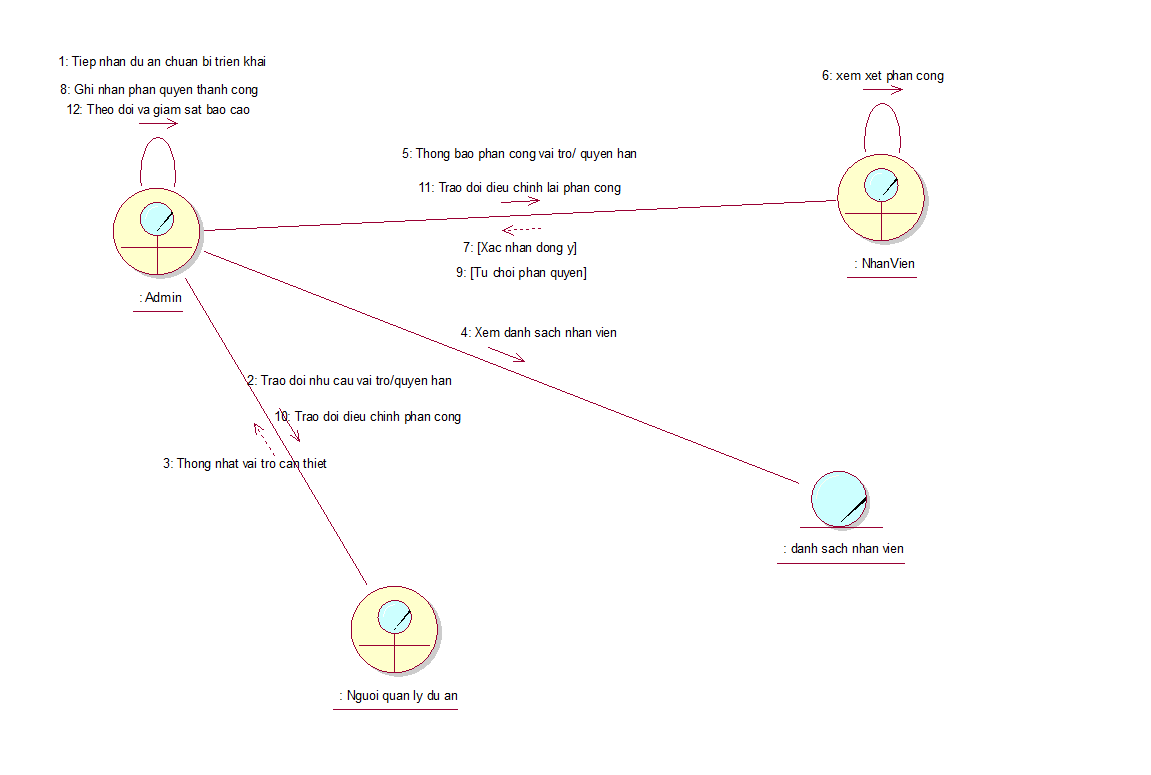 1: Tiep nhan du an chuan bi trien khai
8: Ghi nhan phan quyen thanh cong
12: Theo doi va giam sat bao cao
6: xem xet phan cong
5: Thong bao phan cong vai tro/ quyen han
11: Trao doi dieu chinh lai phan cong
7: [Xac nhan dong y]
9: [Tu choi phan quyen]
: NhanVien
: Admin
4: Xem danh sach nhan vien
2: Trao doi nhu cau vai tro/quyen han
10: Trao doi dieu chinh phan cong
3: Thong nhat vai tro can thiet
: danh sach nhan vien
: Nguoi quan ly du an